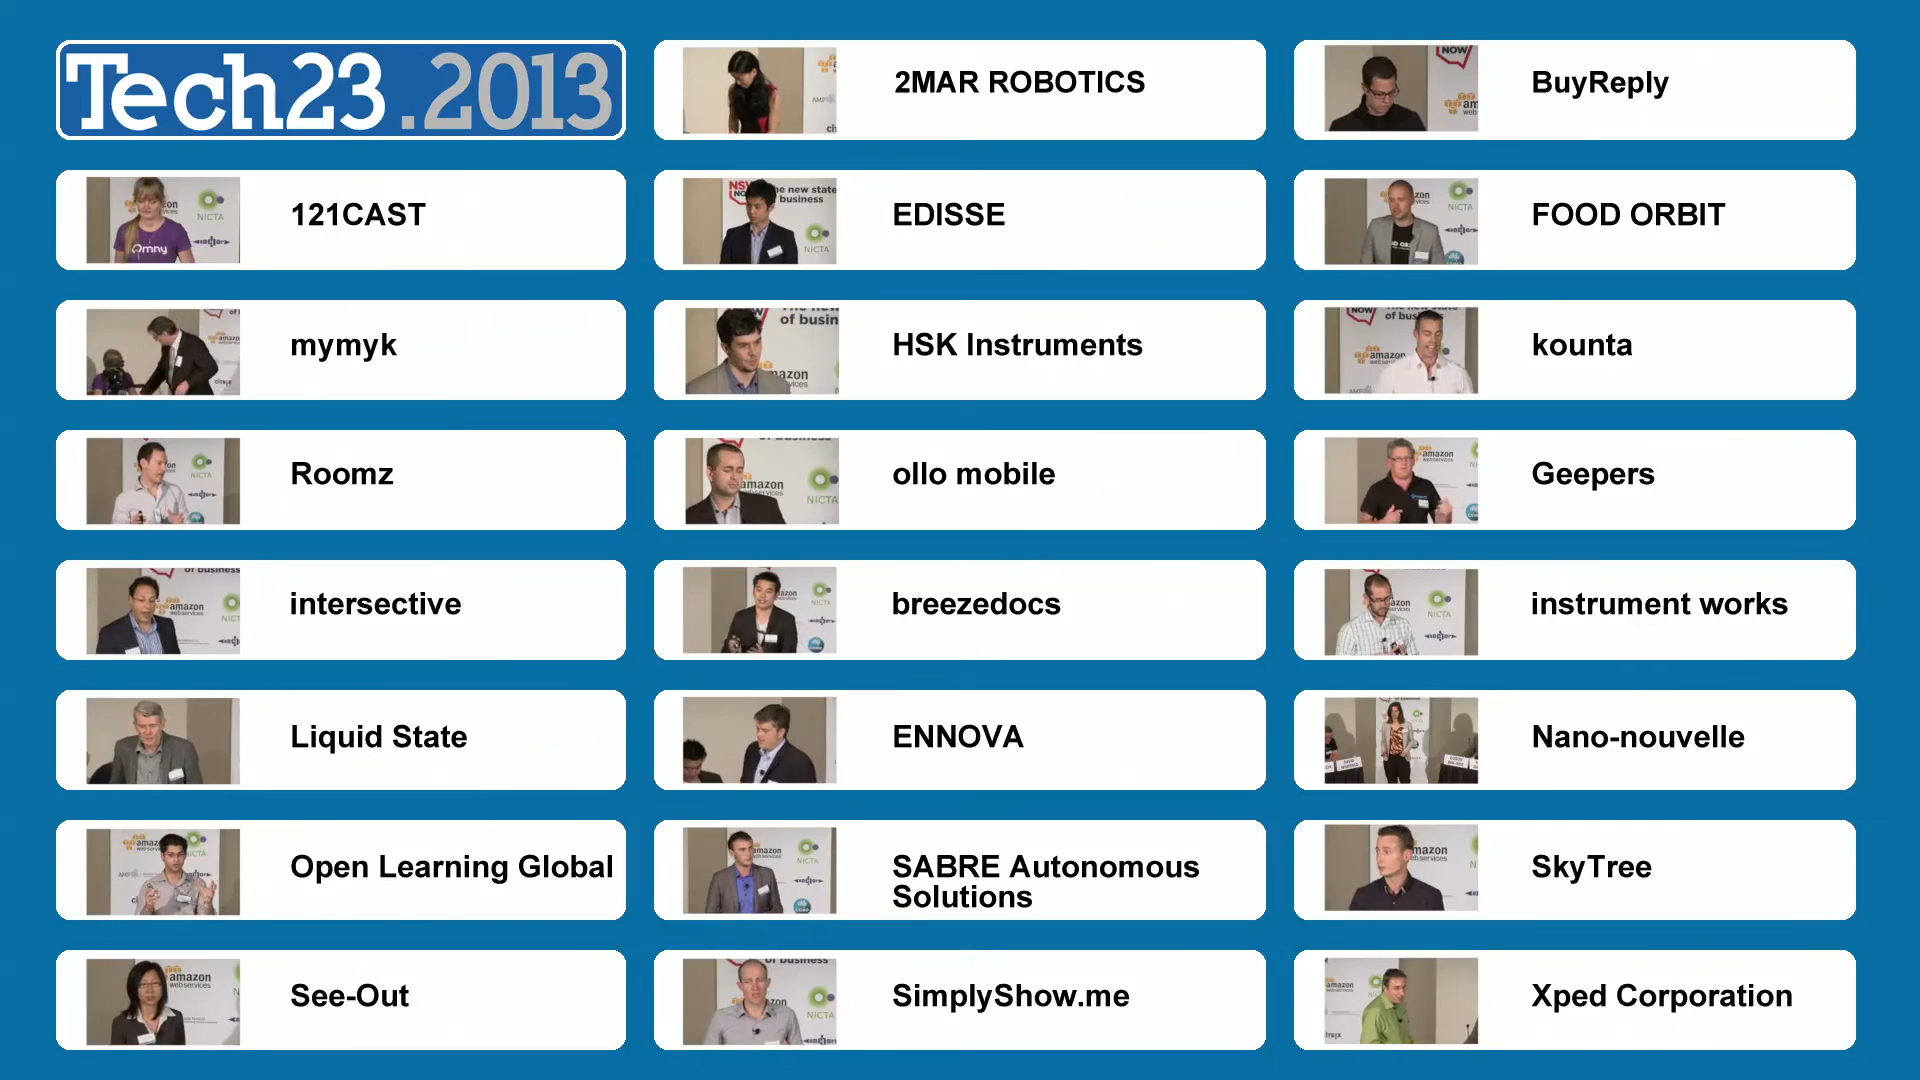 Tech23.2013
2MAR ROBOTICS
BuyReply
121CAST
EDISSE
FOOD ORBIT
mymyk
HSK Instruments
kounta
Roomz
ollo mobile
Geepers
intersective
breezedocs
instrument works
Liquid State
ENNOVA
Nano-nouvelle
Open Learning Global
SABRE Autonomous
Solutions
SkyTree
See-Out
SimplyShow.me
Xped Corporation